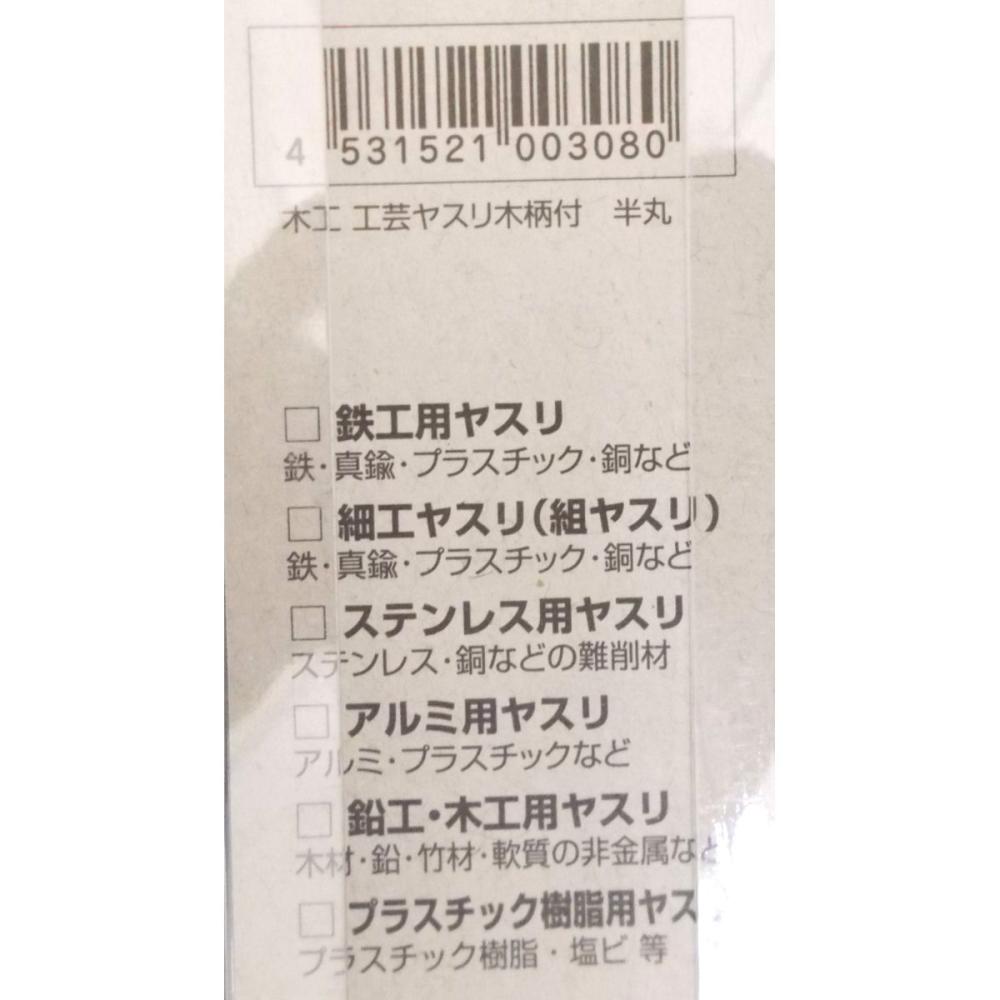 4 531521 003080
木工 工芸ヤスリ木柄付 半丸
□ 鉄工用ヤスリ
鉄・真鍮・プラスチック・銅など
□ 細工ヤスリ(組ヤスリ)
鉄・真鍮・プラスチック・銅など
□ ステンレス用ヤスリ
ステンレス・銅などの難削材
□ アルミ用ヤスリ
アルミ・プラスチックなど
□ 鉛工・木工用ヤスリ
木材・鉛・竹材・軟質の非金属など
□ プラスチック樹脂用ヤス
プラスチック樹脂・塩ビ 等